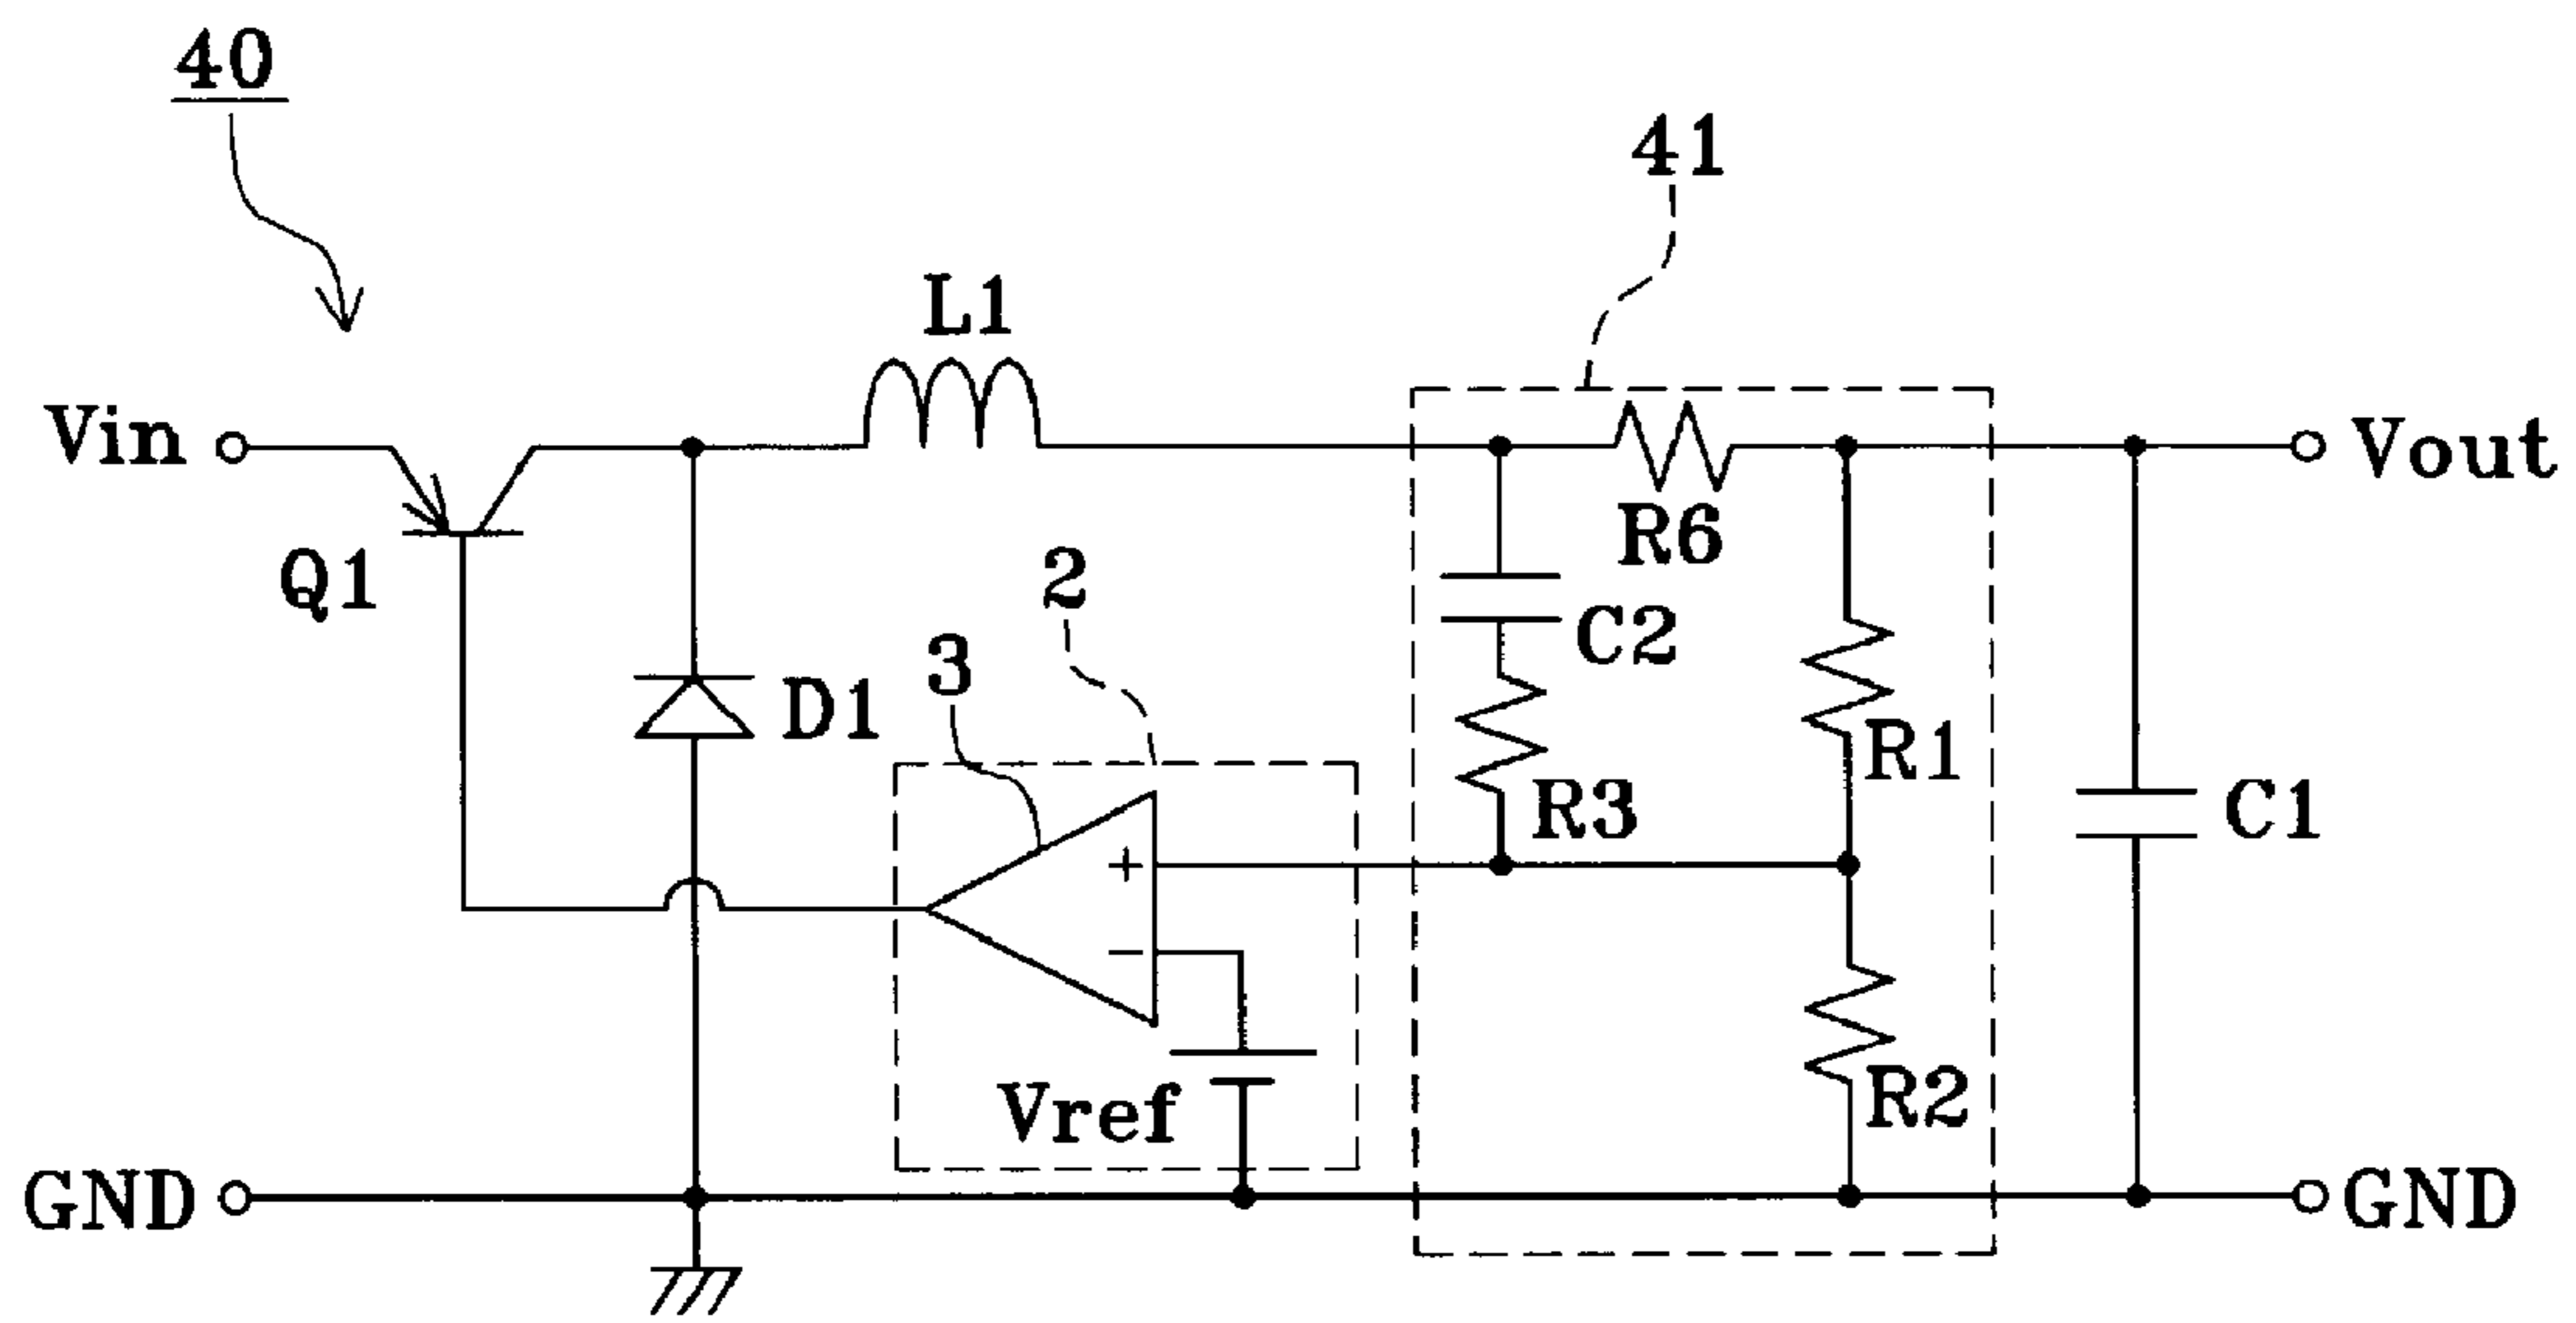 40
41
L1
Vin
Vout
R6
Q1
2
C2
3
D1
R1
R3
C1
+
−
Vref
R2
GND
GND